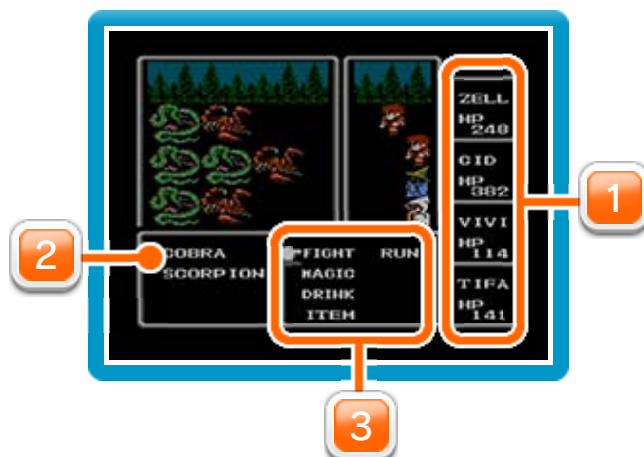 ZELL
HP
248
CID
HP
382
VIVI
HP
114
TIFA
HP
141
1
2
COBRA
SCORPION
FIGHT RUN
MAGIC
DRINK
ITEM
3